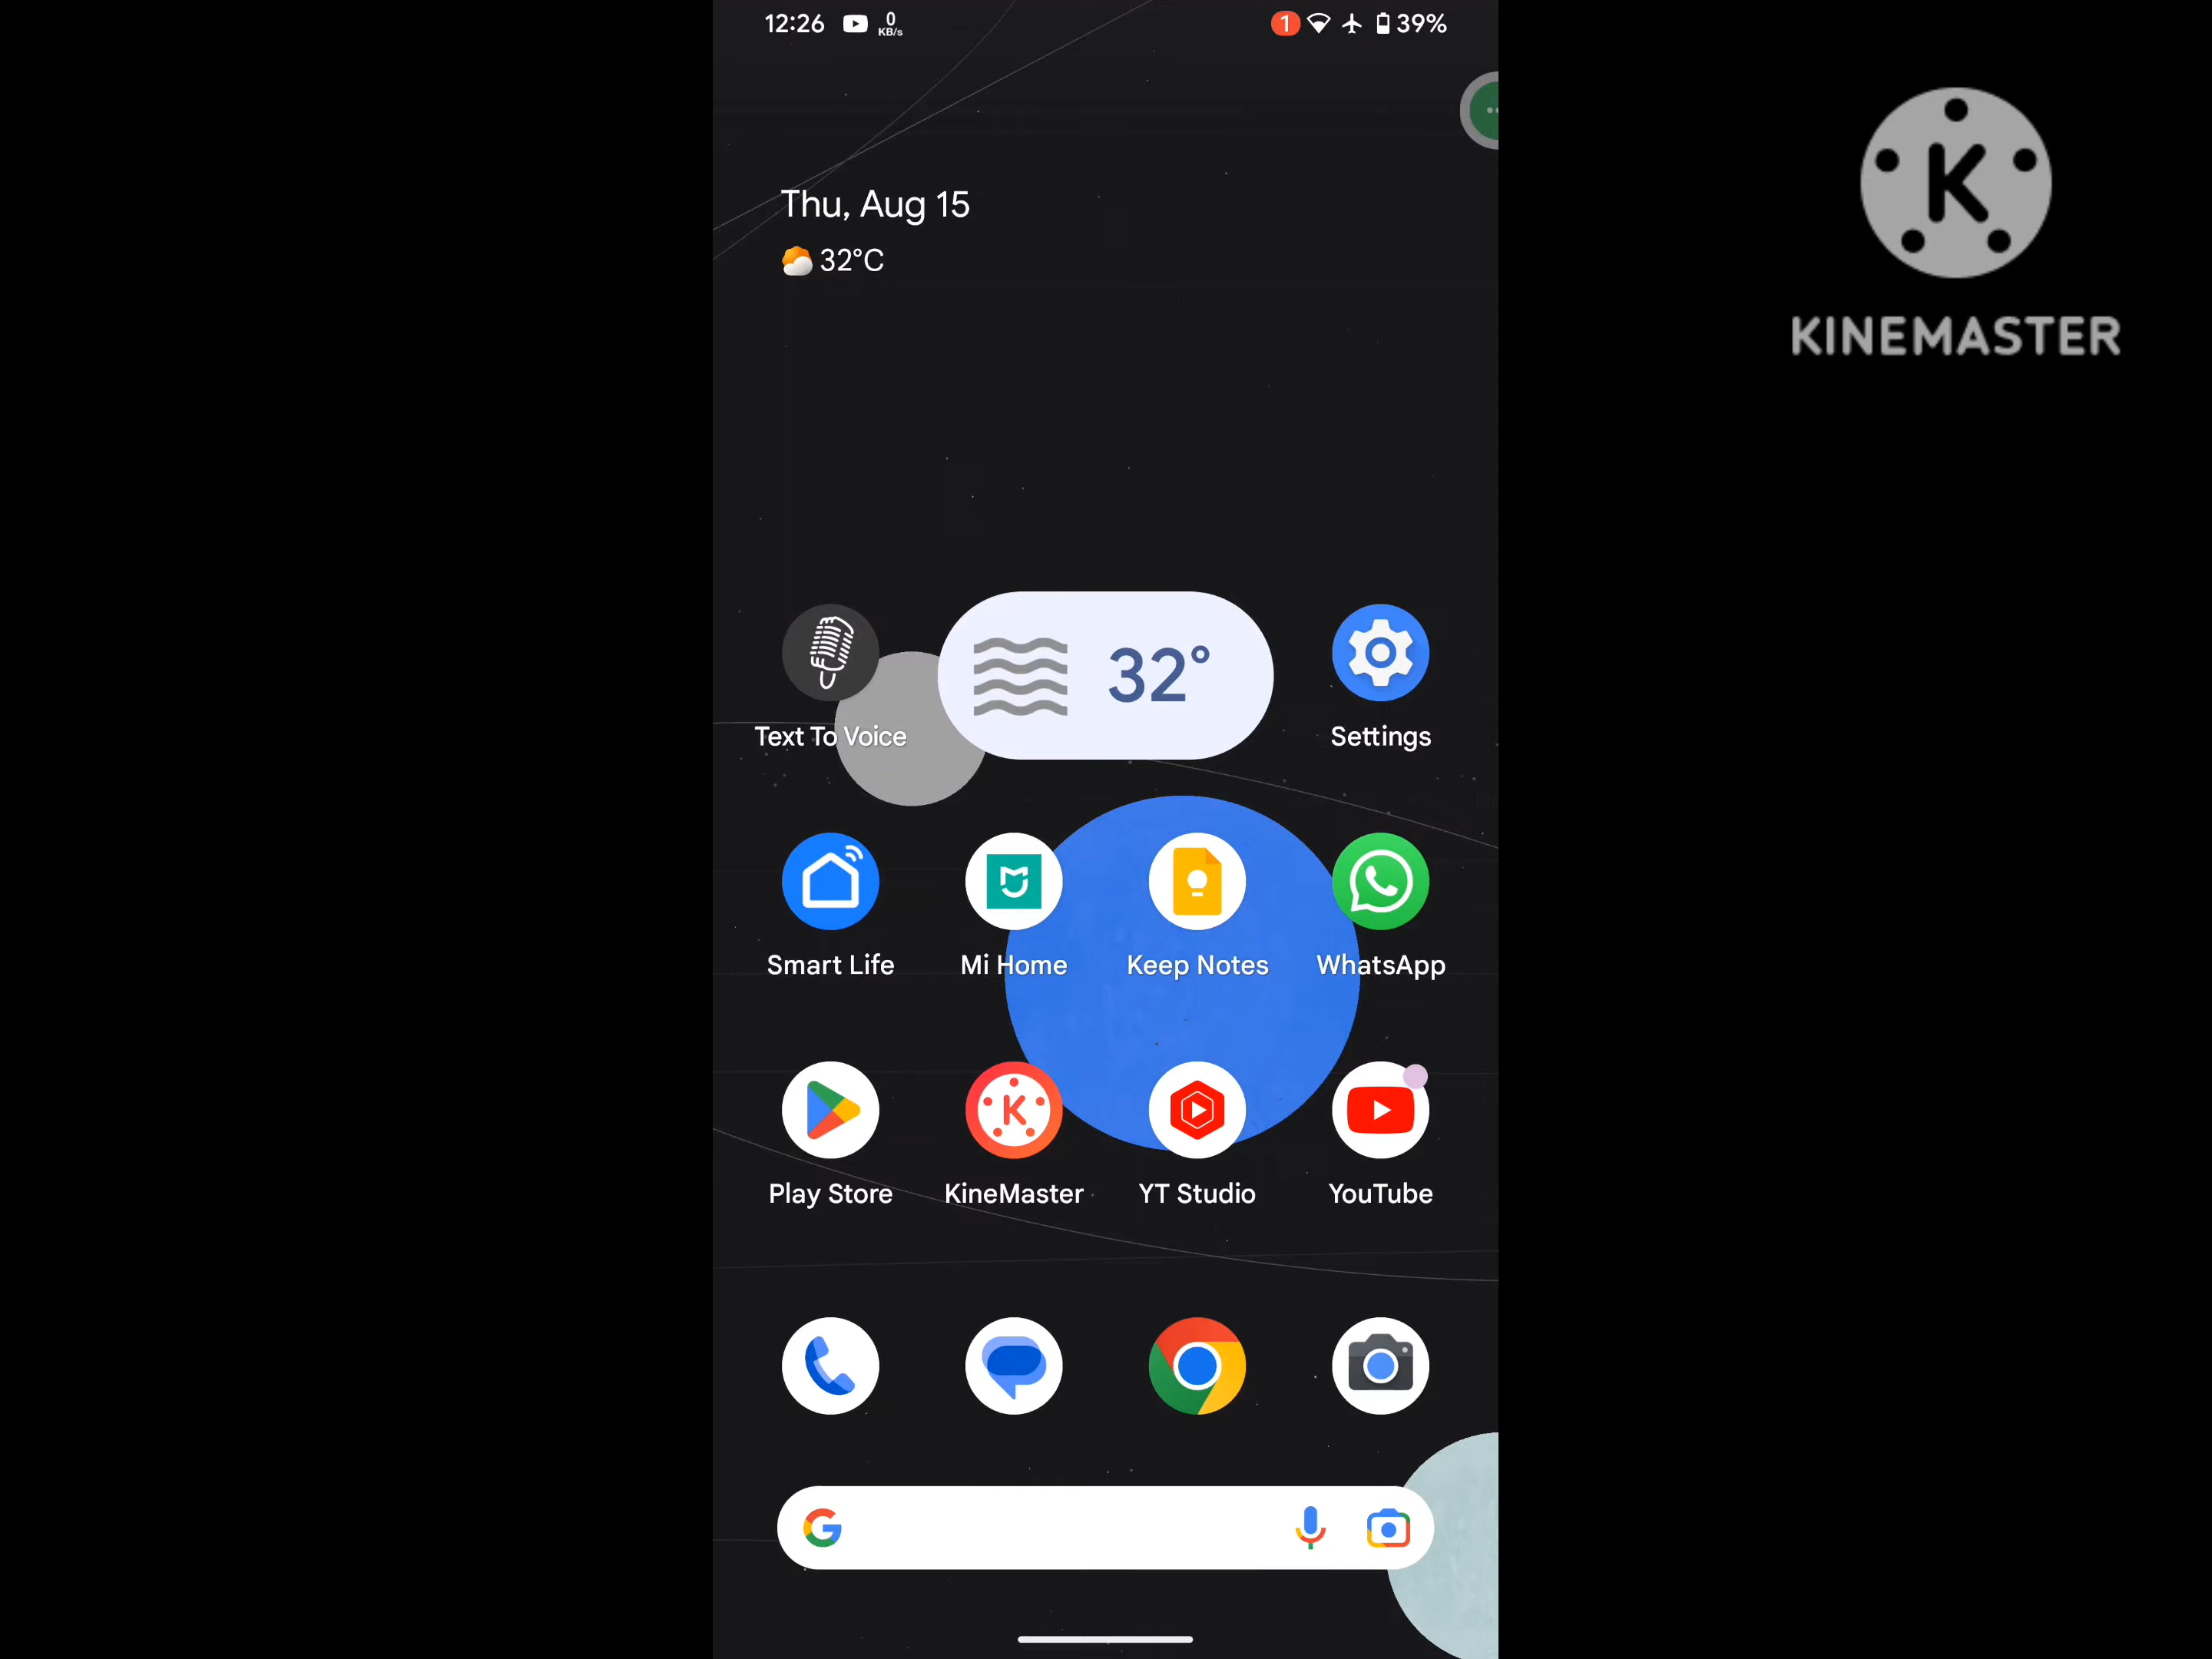 12:26 0 KB/s 1 39%
KINEMASTER
Thu, Aug 15
32°C
32°
Text To Voice Settings
Smart Life Mi Home Keep Notes WhatsApp
Play Store KineMaster YT Studio YouTube